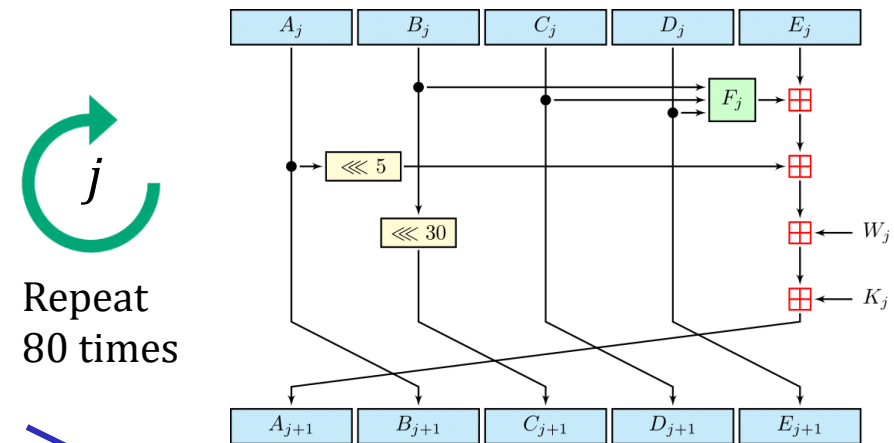 $A_j$ $B_j$ $C_j$ $D_j$ $E_j$
$F_j$
j
⋘ 5
⋘ 30
$W_j$
Repeat
$K_j$
80 times
$A_{j+1}$ $B_{j+1}$ $C_{j+1}$ $D_{j+1}$ $E_{j+1}$